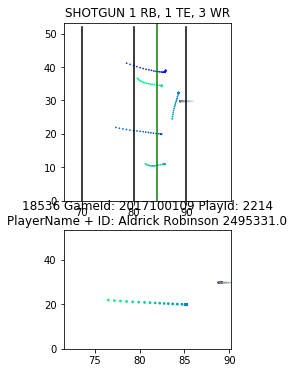 SHOTGUN 1 RB, 1 TE, 3 WR
50
40
30
20
10
0
70 80 90
18536 GameId: 2017100109 PlayId: 2214
PlayerName + ID: Aldrick Robinson 2495331.0
40
20
0
75 80 85 90